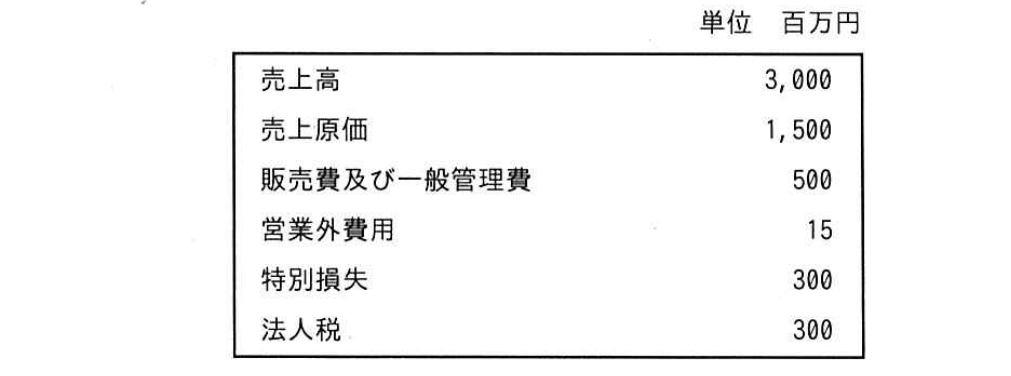 単位　百万円
売上高 3,000
売上原価 1,500
販売費及び一般管理費 500
営業外費用 15
特別損失 300
法人税 300